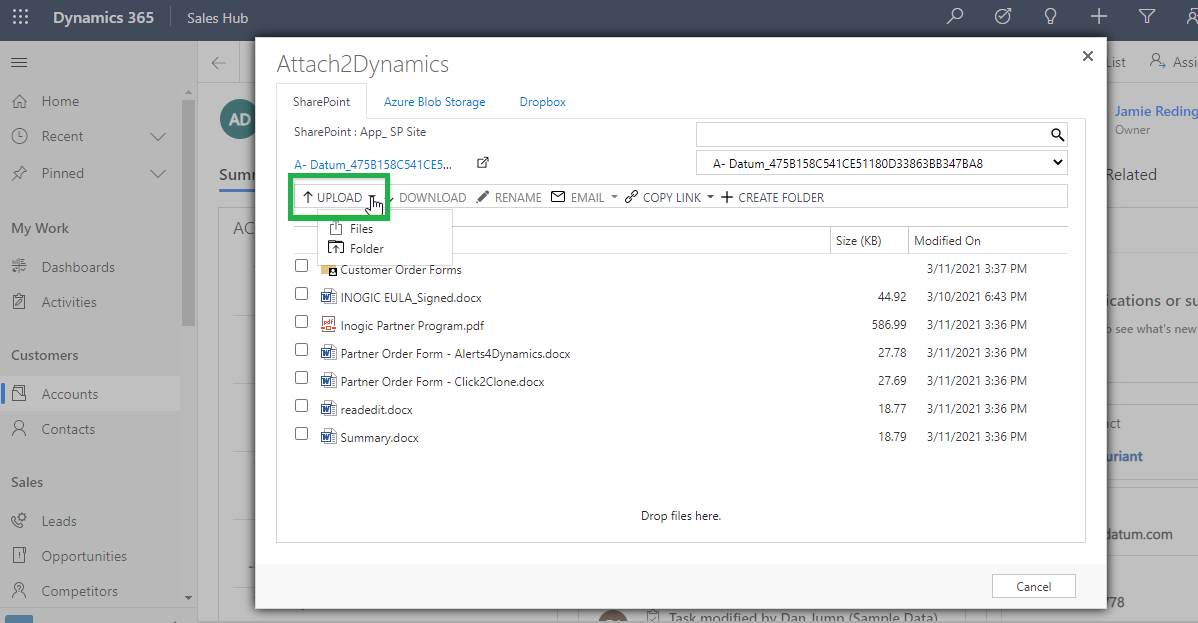 Dynamics 365 Sales Hub
Home
Recent
Pinned
My Work
Dashboards
Activities
Customers
Accounts
Contacts
Sales
Leads
Opportunities
Competitors
AD
Sumr
AC
Attach2Dynamics
SharePoint Azure Blob Storage Dropbox
SharePoint : App_ SP Site
A- Datum_475B158C541CE5... A- Datum_475B158C541CE51180D33863BB347BA8
UPLOAD DOWNLOAD RENAME EMAIL COPY LINK CREATE FOLDER
Files
Folder
Size (KB) Modified On
Customer Order Forms 3/11/2021 3:37 PM
INOGIC EULA_Signed.docx 44.92 3/10/2021 6:43 PM
Inogic Partner Program.pdf 586.99 3/11/2021 3:36 PM
Partner Order Form - Alerts4Dynamics.docx 27.78 3/11/2021 3:36 PM
Partner Order Form - Click2Clone.docx 27.69 3/11/2021 3:36 PM
readedit.docx 18.77 3/11/2021 3:36 PM
Summary.docx 18.79 3/11/2021 3:36 PM
Drop files here.
Cancel
List Assi
Jamie Reding
Owner
Related
ications or su
o see what's new
ct
uriant
datum.com
778
Task modified by Dan Jump (Sample Data)